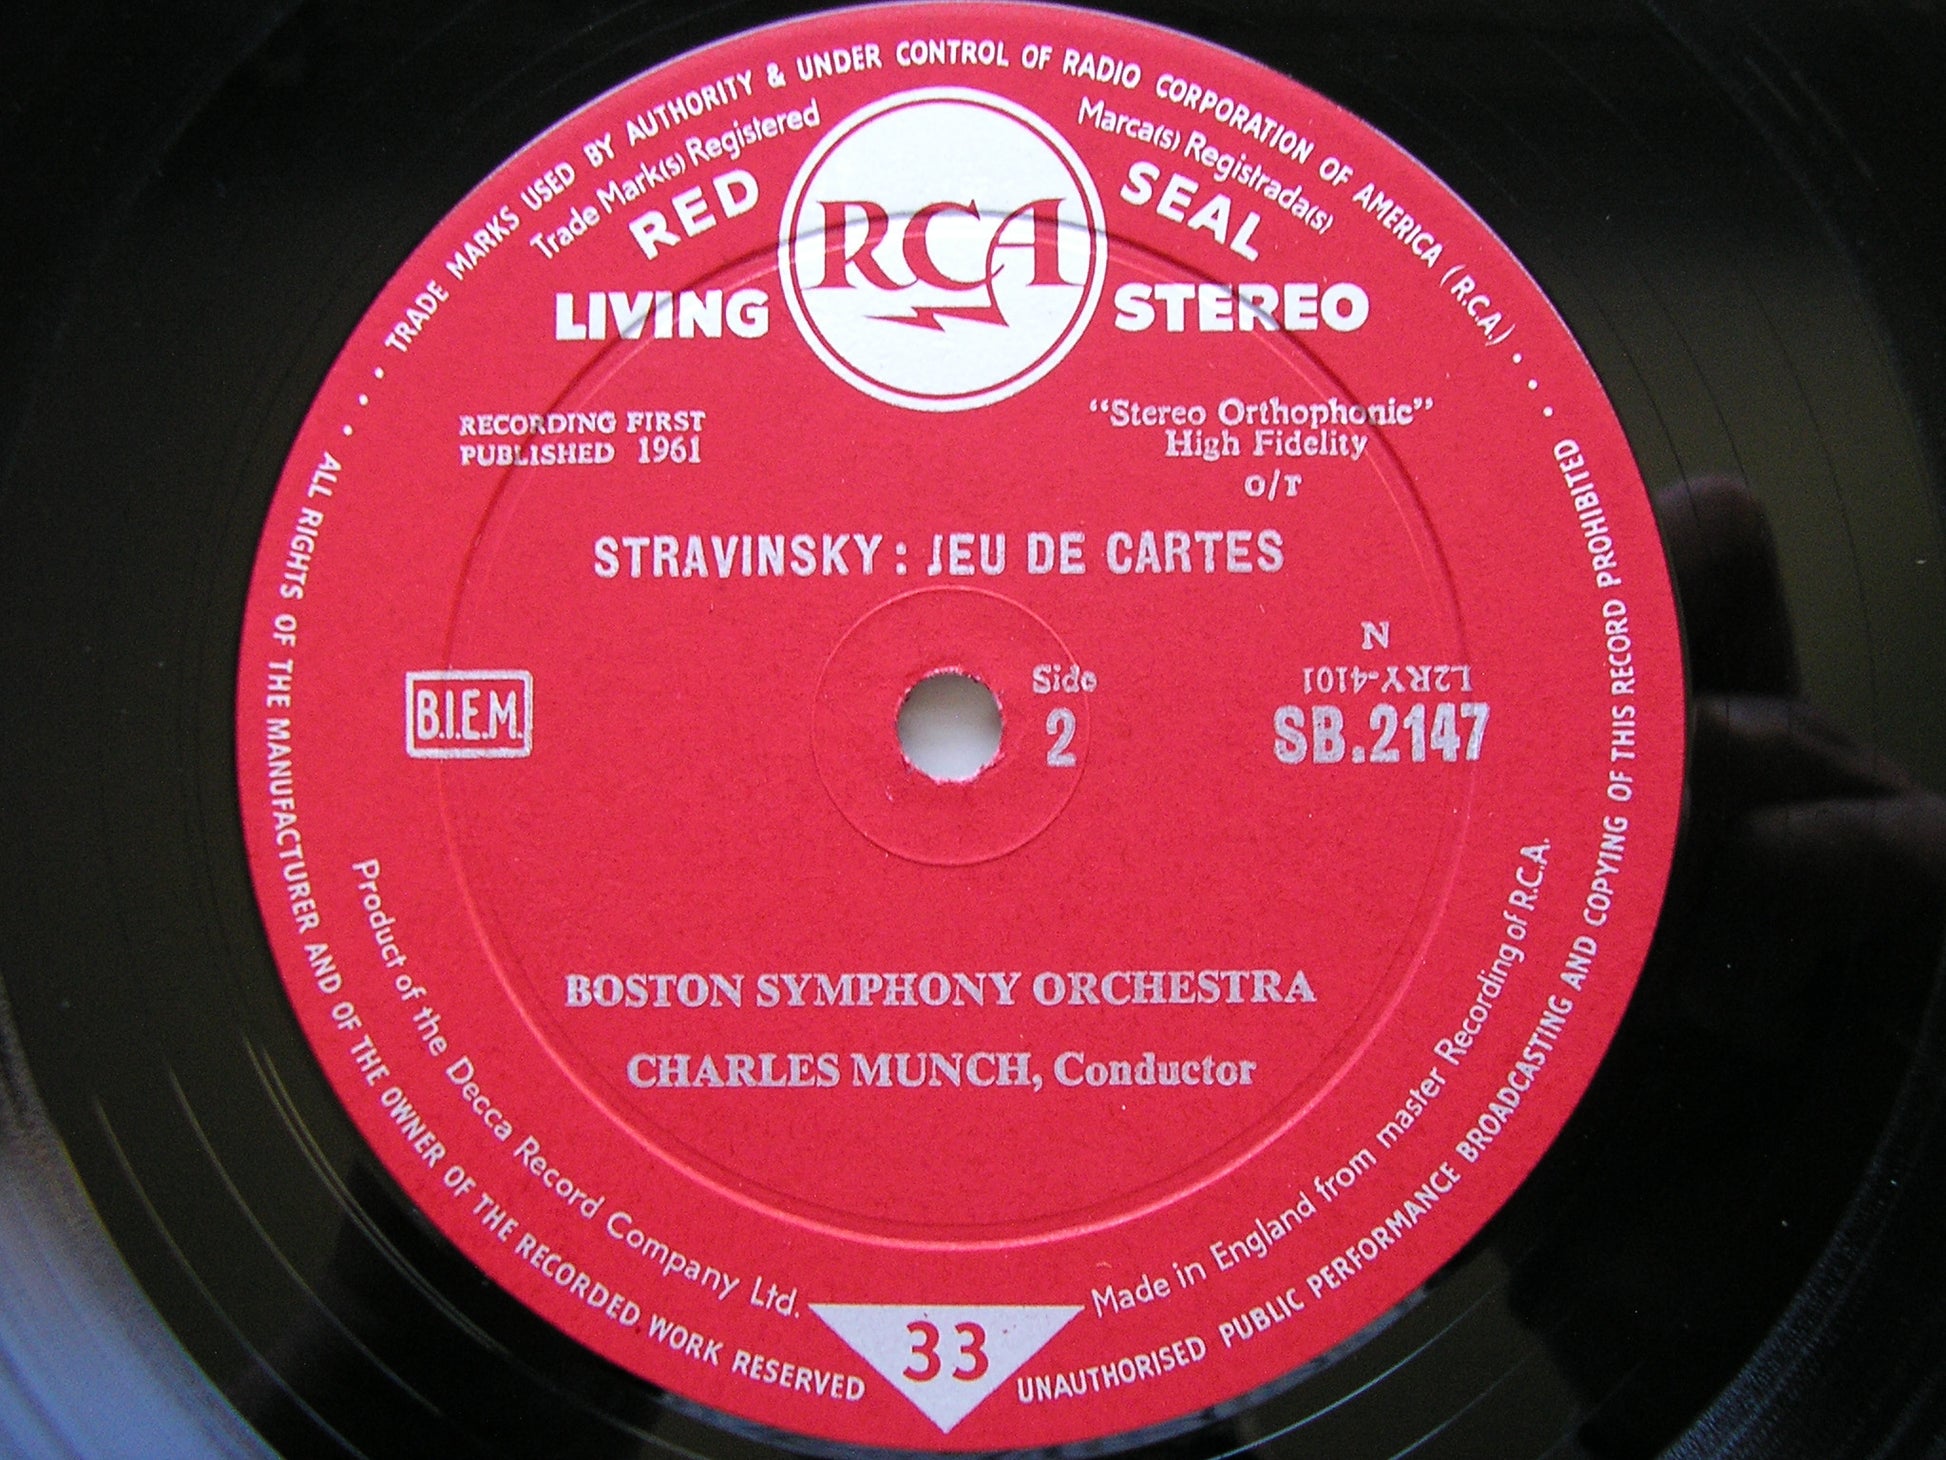 TRADE MARKS USED BY AUTHORITY & UNDER CONTROL OF RADIO CORPORATION OF AMERICA (R.C.A.)
Trade Mark(s) Registered
Marca(s) Registrada(s)
RED SEAL
RCA
LIVING STEREO
RECORDING FIRST
PUBLISHED 1961
"Stereo Orthophonic"
High Fidelity
o/r
STRAVINSKY : JEU DE CARTES
B.I.E.M.
Side
2
N
L2RY-4101
SB.2147
BOSTON SYMPHONY ORCHESTRA
CHARLES MUNCH, Conductor
Product of the Decca Record Company Ltd.
Made in England from master Recording of R.C.A.
33
ALL RIGHTS OF THE MANUFACTURER AND OF THE OWNER OF THE RECORDED WORK RESERVED
UNAUTHORISED PUBLIC PERFORMANCE BROADCASTING AND COPYING OF THIS RECORD PROHIBITED